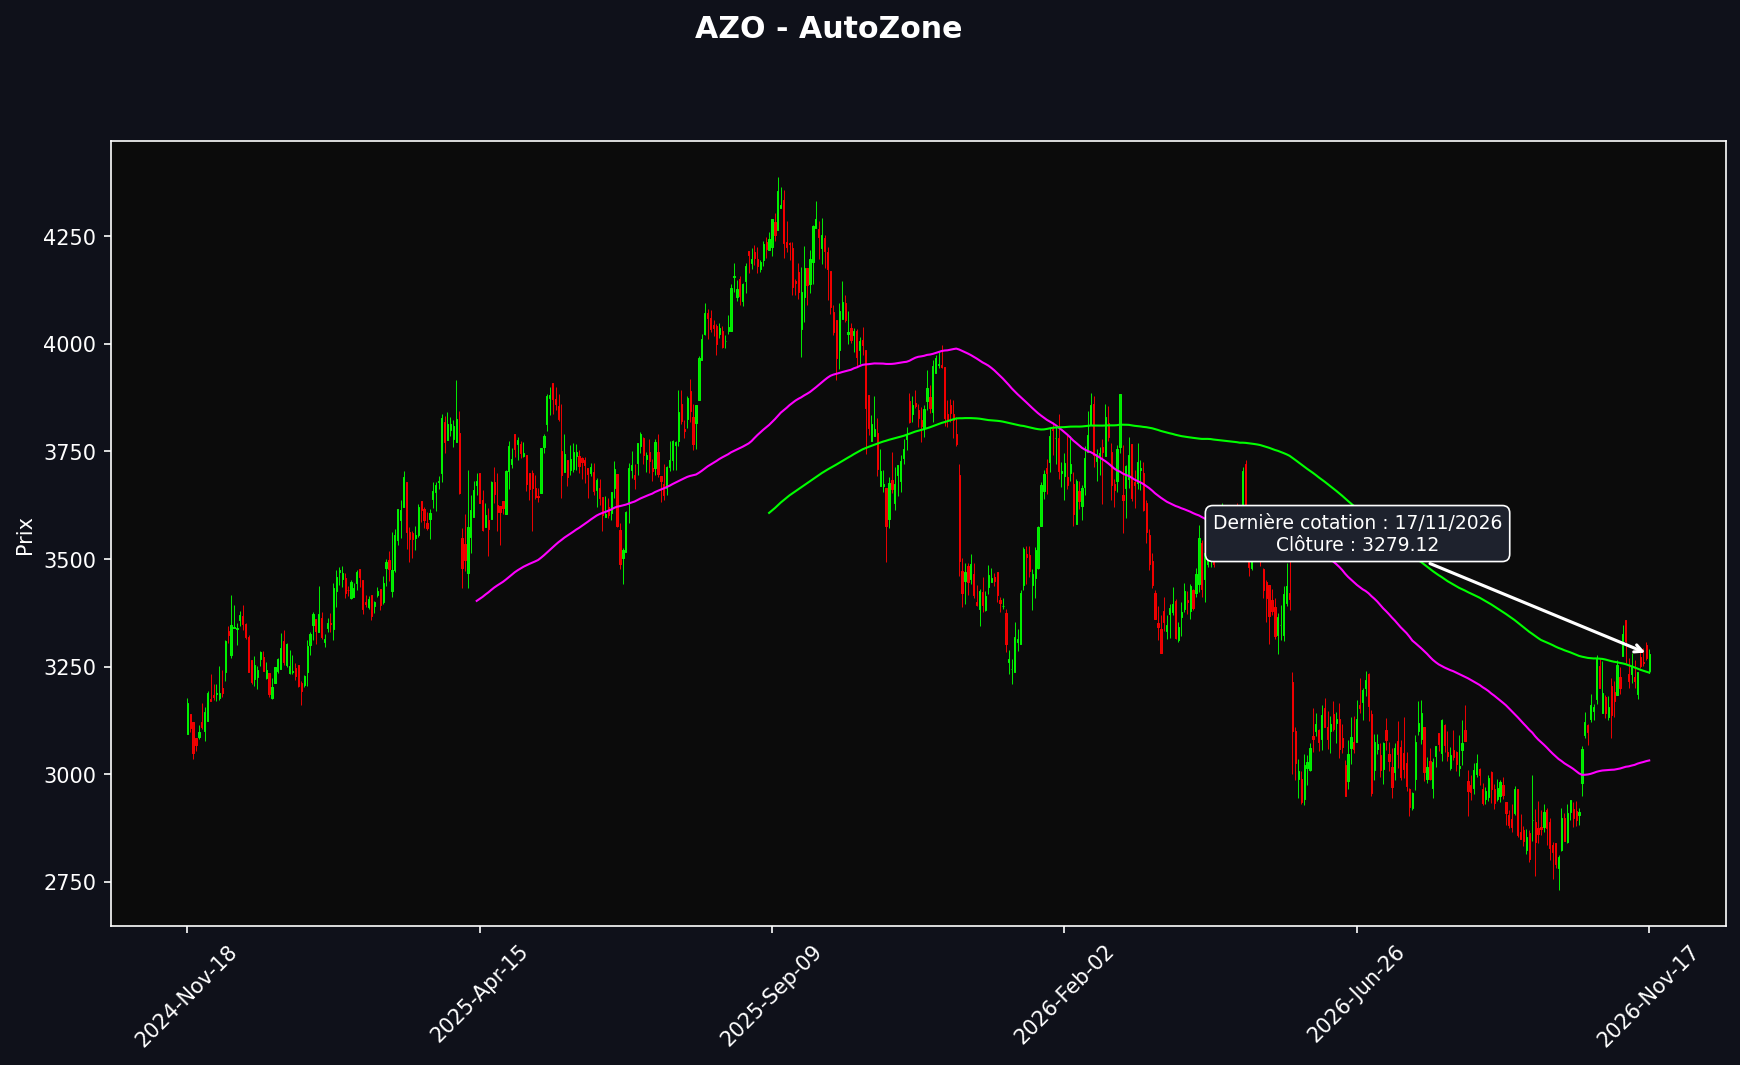 AZO - AutoZone
Prix
4250
4000
3750
3500
3250
3000
2750
Dernière cotation : 17/11/2026
Clôture : 3279.12
2024-Nov-18
2025-Apr-15
2025-Sep-09
2026-Feb-02
2026-Jun-26
2026-Nov-17